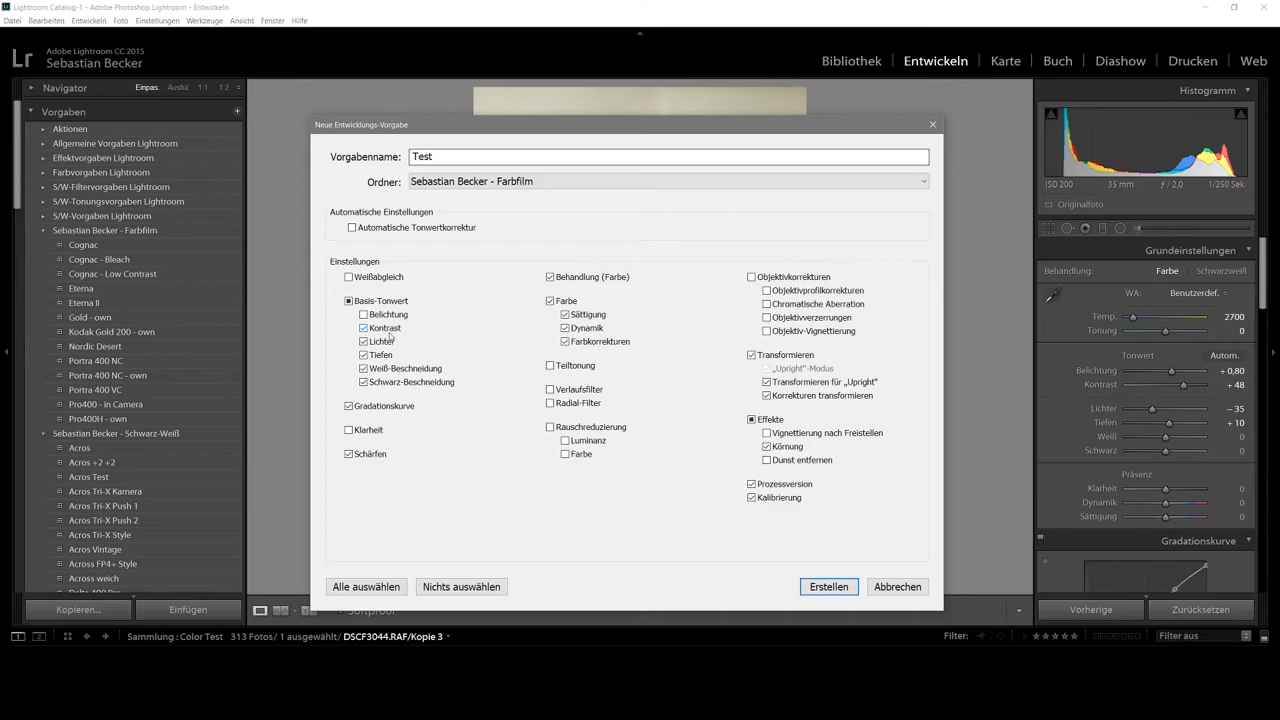 Lightroom Catalog-1 - Adobe Photoshop Lightroom - Entwickeln
Datei Bearbeiten Entwickeln Foto Einstellungen Werkzeuge Ansicht Fenster Hilfe
Lr
Adobe Lightroom CC 2015
Sebastian Becker
Bibliothek Entwickeln Karte Buch Diashow Drucken Web
Navigator Einpas. Ausfül. 1:1 1:2
Vorgaben
Aktionen
Allgemeine Vorgaben Lightroom
Effektvorgaben Lightroom
Farbvorgaben Lightroom
S/W-Filtervorgaben Lightroom
S/W-Tonungsvorgaben Lightroom
S/W-Vorgaben Lightroom
Sebastian Becker - Farbfilm
Cognac
Cognac - Bleach
Cognac - Low Contrast
Eterna
Eterna II
Gold - own
Kodak Gold 200 - own
Nordic Desert
Portra 400 NC
Portra 400 NC - own
Portra 400 VC
Pro400 - in Camera
Pro400H - own
Sebastian Becker - Schwarz-Weiß
Acros
Acros +2 +2
Acros Test
Acros Tri-X Kamera
Acros Tri-X Push 1
Acros Tri-X Push 2
Acros Tri-X Style
Acros Vintage
Across FP4+ Style
Across weich
Kopieren... Einfügen
Neue Entwicklungs-Vorgabe
Vorgabenname: Test
Ordner: Sebastian Becker - Farbfilm
Automatische Einstellungen
Automatische Tonwertkorrektur
Einstellungen
Weißabgleich
Basis-Tonwert
Belichtung
Kontrast
Lichter
Tiefen
Weiß-Beschneidung
Schwarz-Beschneidung
Gradationskurve
Klarheit
Schärfen
Behandlung (Farbe)
Farbe
Sättigung
Dynamik
Farbkorrekturen
Teiltonung
Verlaufsfilter
Radial-Filter
Rauschreduzierung
Luminanz
Farbe
Objektivkorrekturen
Objektivprofilkorrekturen
Chromatische Aberration
Objektivverzerrungen
Objektiv-Vignettierung
Transformieren
„Upright"-Modus
Transformieren für „Upright"
Korrekturen transformieren
Effekte
Vignettierung nach Freistellen
Körnung
Dunst entfernen
Prozessversion
Kalibrierung
Alle auswählen Nichts auswählen Erstellen Abbrechen
Softproof
Histogramm
ISO 200 35 mm ƒ / 2,0 1/250 Sek.
Originalfoto
Grundeinstellungen
Behandlung: Farbe Schwarzweiß
WA: Benutzerdef.
Temp. 2700
Tonung 0
Tonwert Autom.
Belichtung + 0,80
Kontrast + 48
Lichter – 35
Tiefen + 10
Weiß 0
Schwarz 0
Präsenz
Klarheit 0
Dynamik 0
Sättigung 0
Gradationskurve
Vorherige Zurücksetzen
1 2 Sammlung : Color Test 313 Fotos/ 1 ausgewählt/ DSCF3044.RAF/Kopie 3 Filter: Filter aus